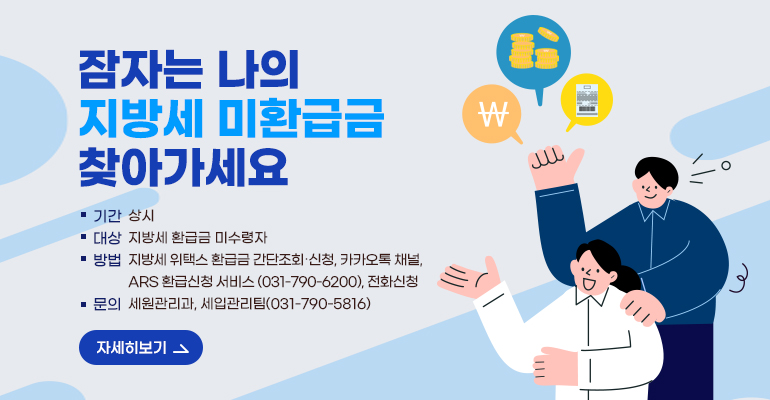 잠자는 나의
지방세 미환급금
찾아가세요
기간 상시
대상 지방세 환급금 미수령자
방법 지방세 위택스 환급금 간단조회·신청, 카카오톡 채널,
ARS 환급신청 서비스 (031-790-6200), 전화신청
문의 세원관리과, 세입관리팀(031-790-5816)
자세히보기
₩